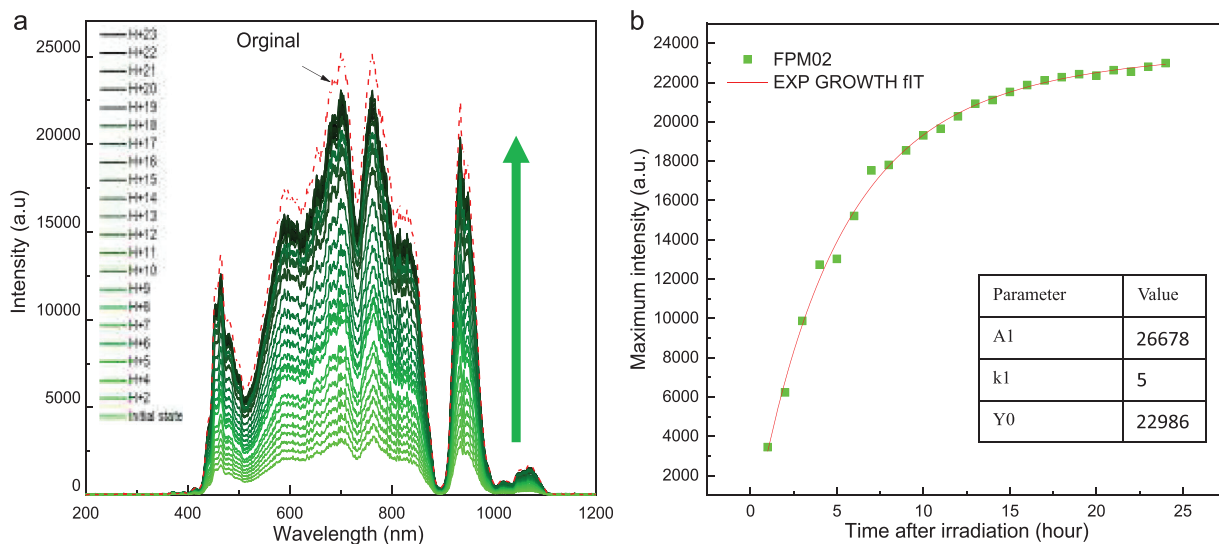 a
Orginal
H+23
H+22
H+21
H+20
H+19
H+18
H+17
H+16
H+15
H+14
H+13
H+12
H+11
H+10
H+9
H+8
H+7
H+6
H+5
H+4
H+2
Initial state
Intensity (a.u)
25000
20000
15000
10000
5000
0
200 400 600 800 1000 1200
Wavelength (nm)
b
FPM02
EXP GROWTH fIT
Maximum intensity (a.u.)
24000
22000
20000
18000
16000
14000
12000
10000
8000
6000
4000
2000
Parameter Value
A1 26678
k1 5
Y0 22986
0 5 10 15 20 25
Time after irradiation (hour)